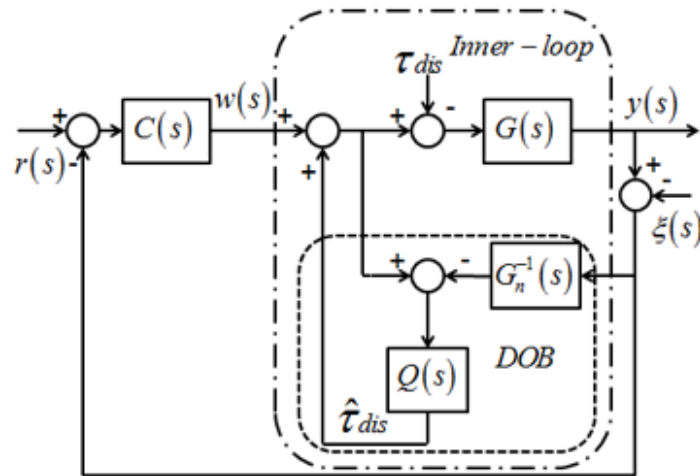 Inner-loop
τdis
w(s)
y(s)
+
C(s)
+
+
-
G(s)
+
r(s)
-
+
-
ξ(s)
+
-
Gn^-1(s)
Q(s)
DOB
τ̂dis